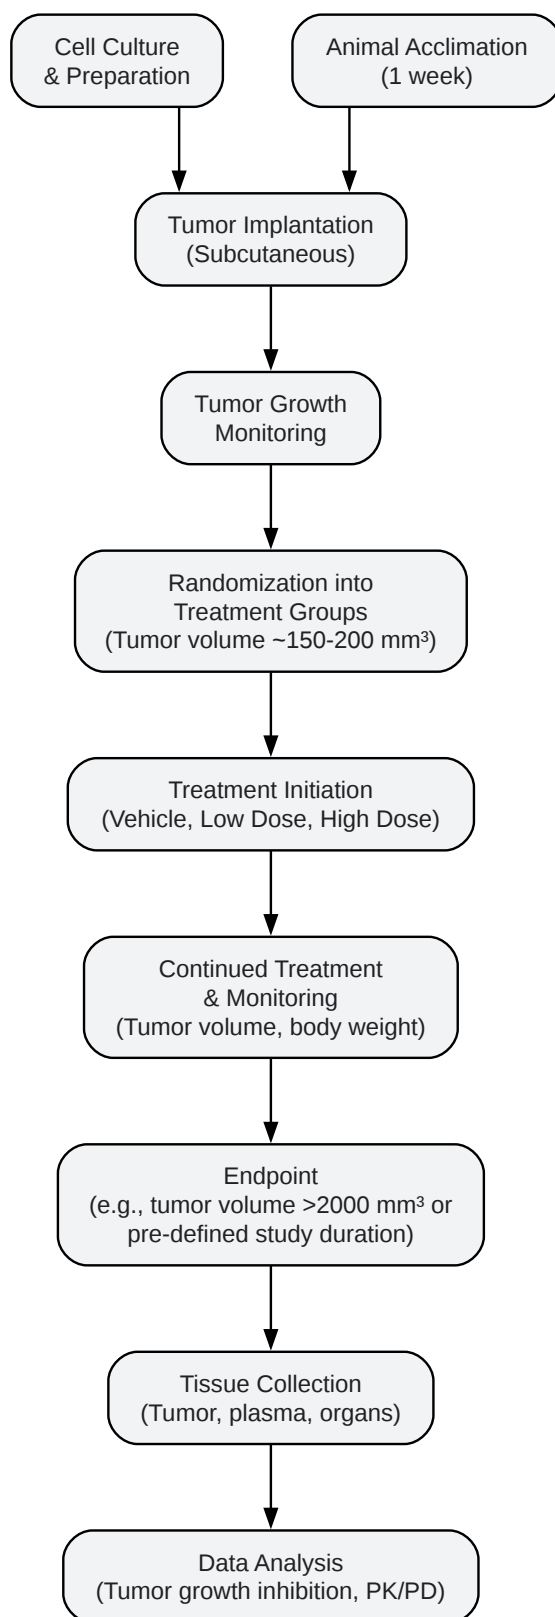 Cell Culture
& Preparation
Animal Acclimation
(1 week)
Tumor Implantation
(Subcutaneous)
Tumor Growth
Monitoring
Randomization into
Treatment Groups
(Tumor volume ~150-200 mm³)
Treatment Initiation
(Vehicle, Low Dose, High Dose)
Continued Treatment
& Monitoring
(Tumor volume, body weight)
Endpoint
(e.g., tumor volume >2000 mm³ or
pre-defined study duration)
Tissue Collection
(Tumor, plasma, organs)
Data Analysis
(Tumor growth inhibition, PK/PD)